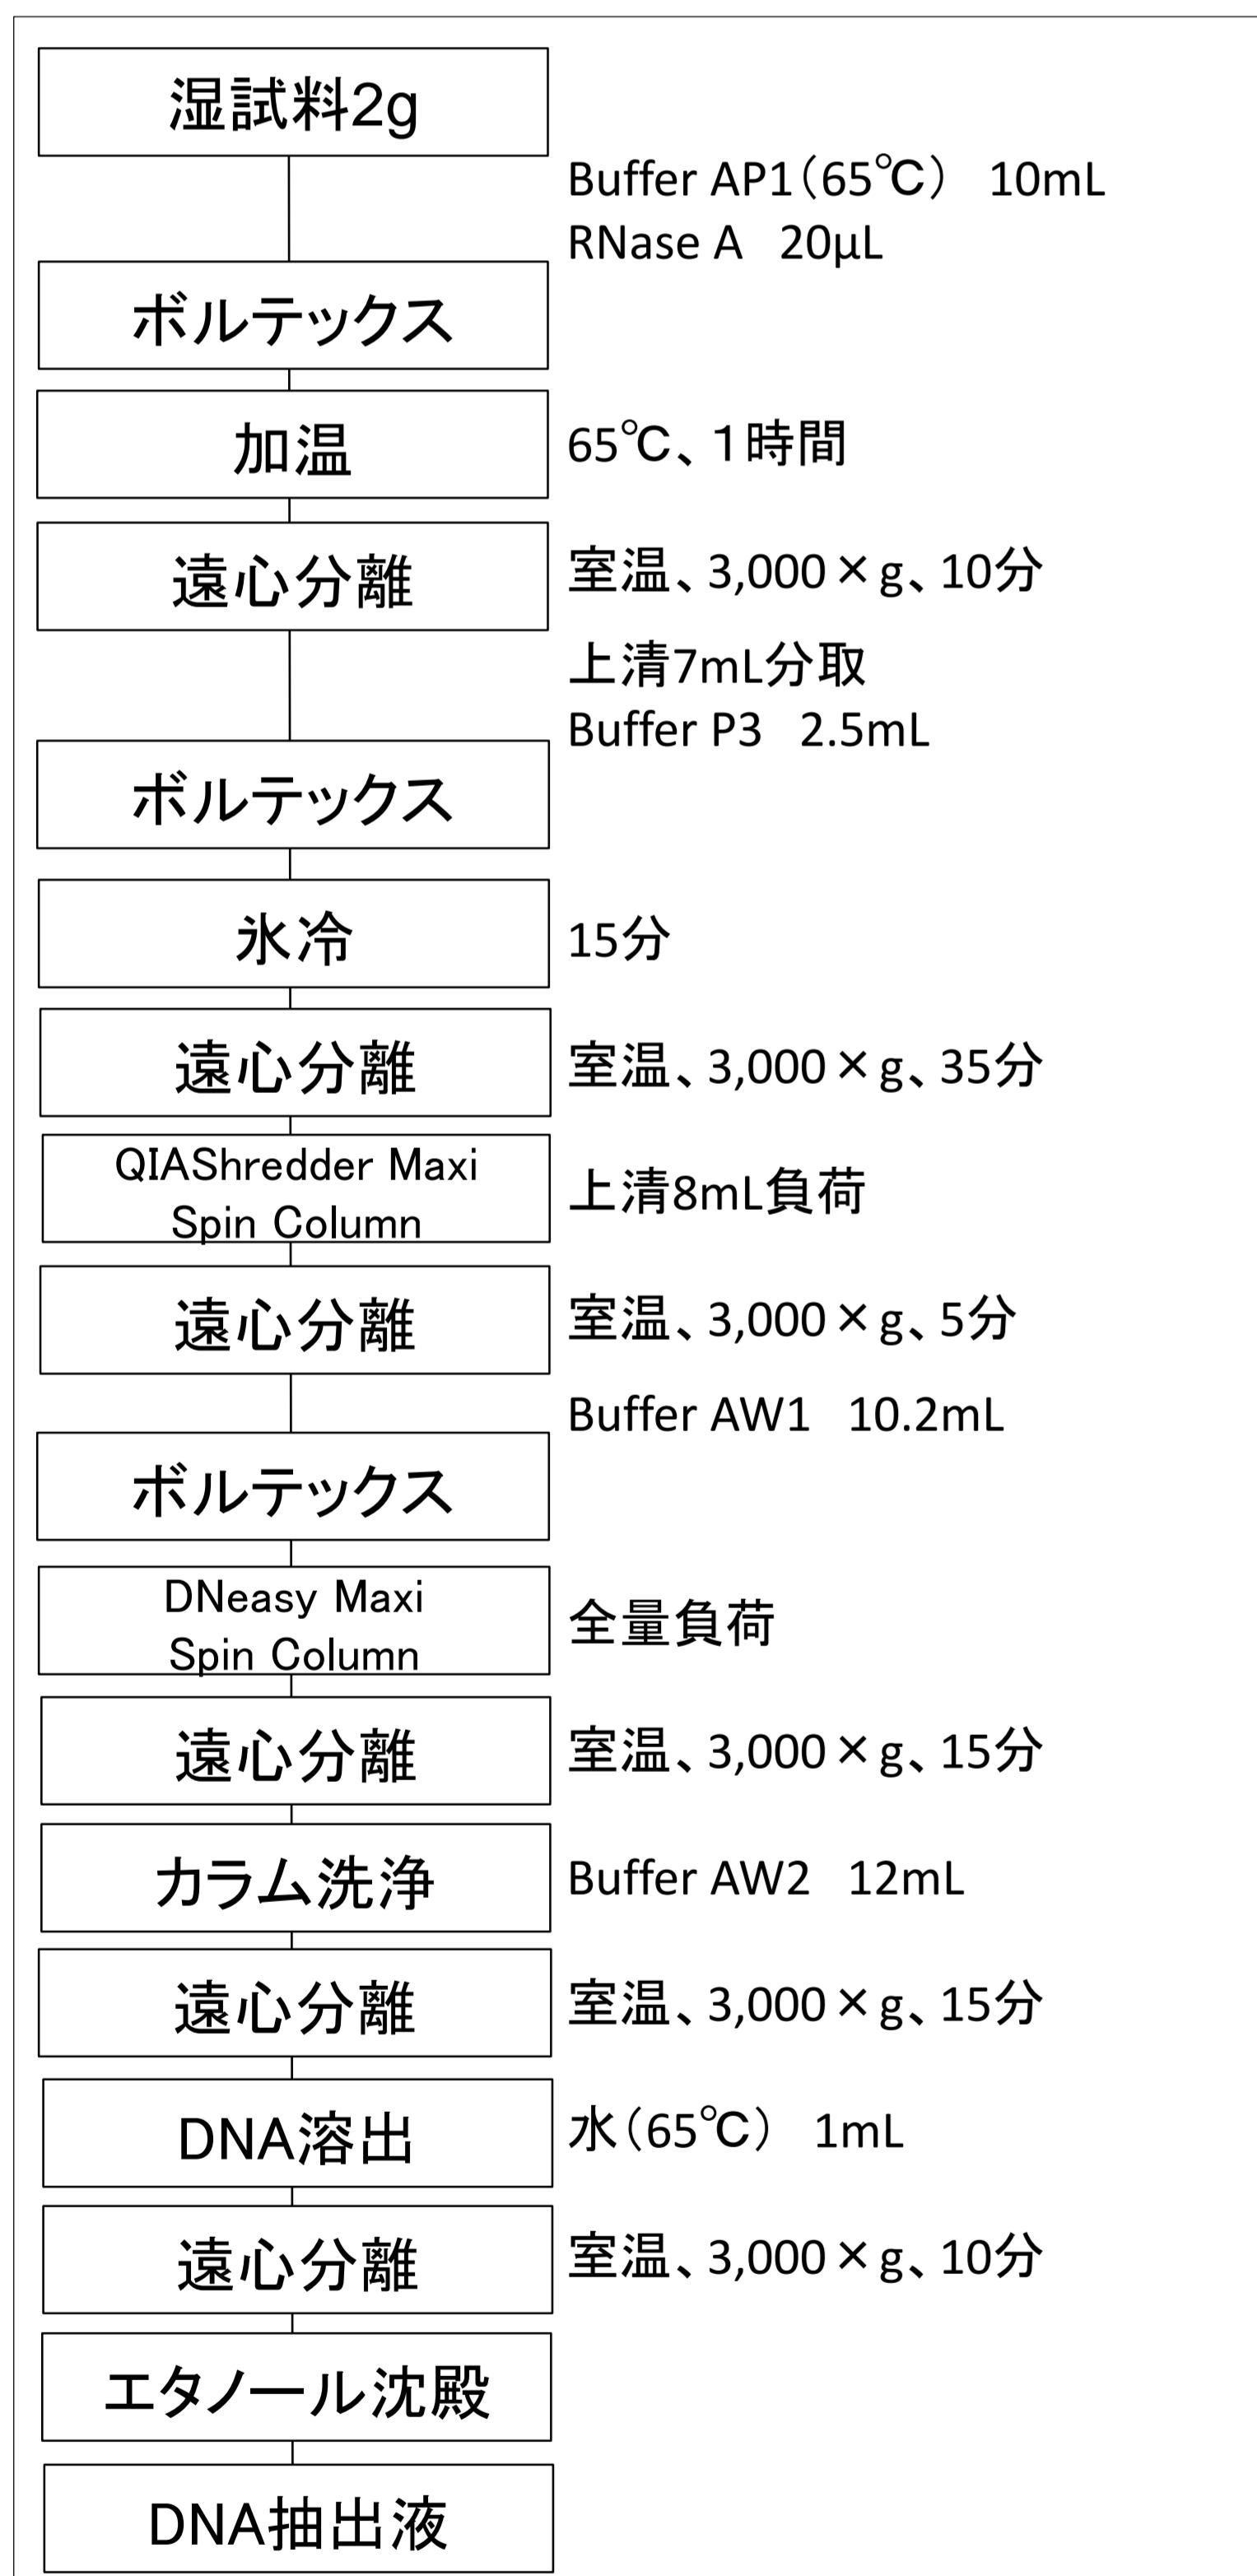 湿試料2g
Buffer AP1(65℃) 10mL
RNase A 20μL
ボルテックス
加温
65℃、1時間
遠心分離
室温、3,000×g、10分
上清7mL分取
Buffer P3 2.5mL
ボルテックス
氷冷
15分
遠心分離
室温、3,000×g、35分
QIAShredder Maxi
Spin Column
上清8mL負荷
遠心分離
室温、3,000×g、5分
Buffer AW1 10.2mL
ボルテックス
DNeasy Maxi
Spin Column
全量負荷
遠心分離
室温、3,000×g、15分
カラム洗浄
Buffer AW2 12mL
遠心分離
室温、3,000×g、15分
DNA溶出
水(65℃) 1mL
遠心分離
室温、3,000×g、10分
エタノール沈殿
DNA抽出液